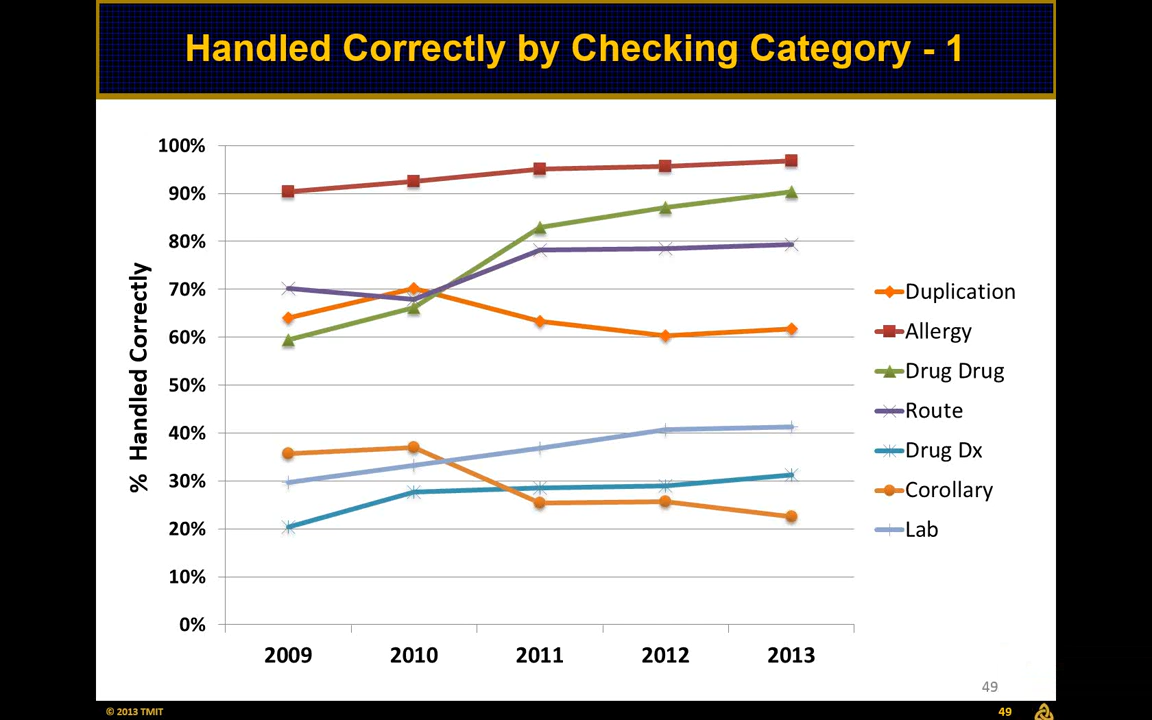 Handled Correctly by Checking Category - 1
100%
90%
80%
70%
60%
50%
40%
30%
20%
10%
0%
% Handled Correctly
2009 2010 2011 2012 2013
Duplication
Allergy
Drug Drug
Route
Drug Dx
Corollary
Lab
49
© 2013 TMIT
49